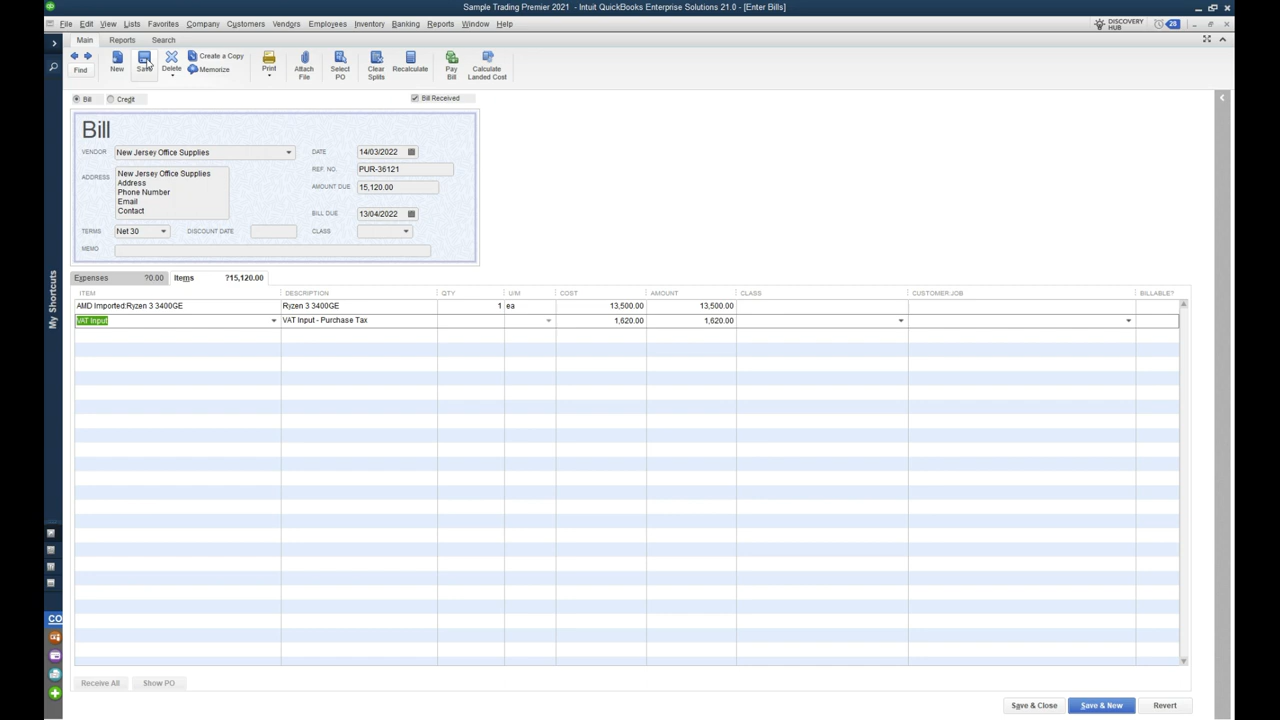 Sample Trading Premier 2021 - Intuit QuickBooks Enterprise Solutions 21.0 - [Enter Bills]
File Edit View Lists Favorites Company Customers Vendors Employees Inventory Banking Reports Window Help
DISCOVERY HUB
28
Main Reports Search
Find
New
Save
Delete
Create a Copy
Memorize
Print
Attach File
Select PO
Clear Splits
Recalculate
Pay Bill
Calculate Landed Cost
Bill Credit Bill Received
Bill
VENDOR New Jersey Office Supplies DATE 14/03/2022
REF. NO. PUR-36121
ADDRESS New Jersey Office Supplies
Address
Phone Number
Email
Contact
AMOUNT DUE 15,120.00
BILL DUE 13/04/2022
TERMS Net 30 DISCOUNT DATE CLASS
MEMO
Expenses ?0.00 Items ?15,120.00
ITEM DESCRIPTION QTY U/M COST AMOUNT CLASS CUSTOMER:JOB BILLABLE?
AMD Imported:Ryzen 3 3400GE Ryzen 3 3400GE 1 ea 13,500.00 13,500.00
VAT Input VAT Input - Purchase Tax 1,620.00 1,620.00
My Shortcuts
CO
Receive All Show PO
Save & Close Save & New Revert